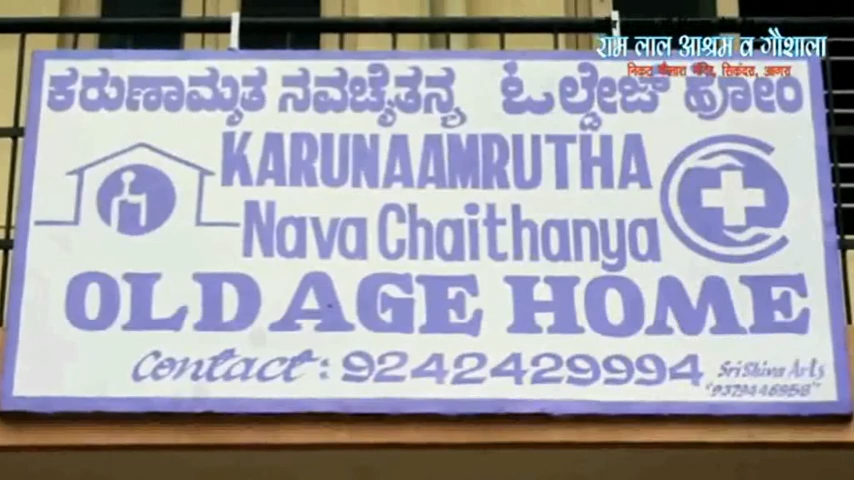 राम लाल आश्रम व गौशाला
ಕರುಣಾಮೃತ ನವಚೈತನ್ಯ ಓಲ್ಡೇಜ್ ಹೋಂ
KARUNAAMRUTHA
Nava Chaithanya
OLD AGE HOME
Contact : 9242429994
Sri Shiva Arts